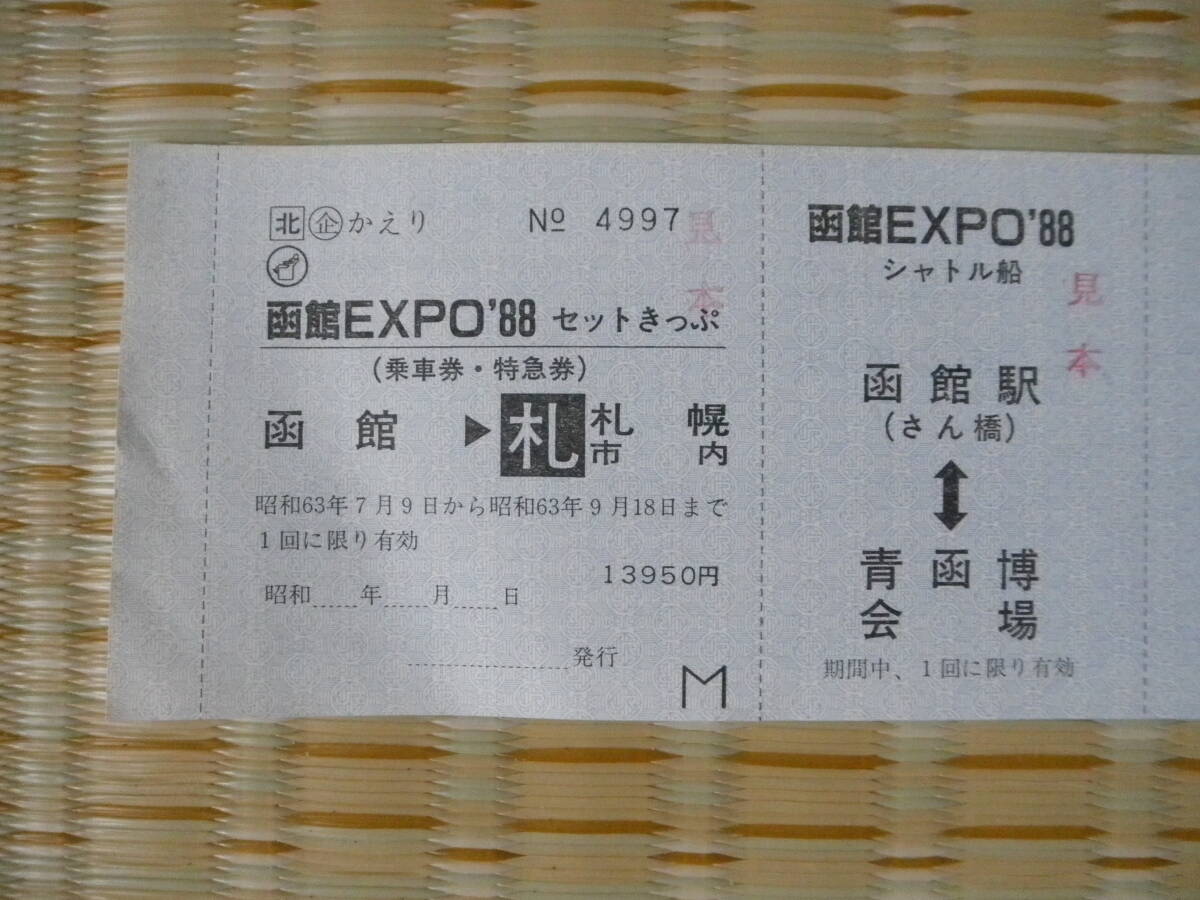 北 企 かえり № 4997
見本
函館EXPO'88 セットきっぷ
(乗車券・特急券)
函館 ▶ 札 札幌市内
昭和63年7月9日から昭和63年9月18日まで
1回に限り有効
13950円
昭和 年 月 日
発行
M
函館EXPO'88
シャトル船
見本
函館駅
(さん橋)
青函博
会場
期間中、1回に限り有効